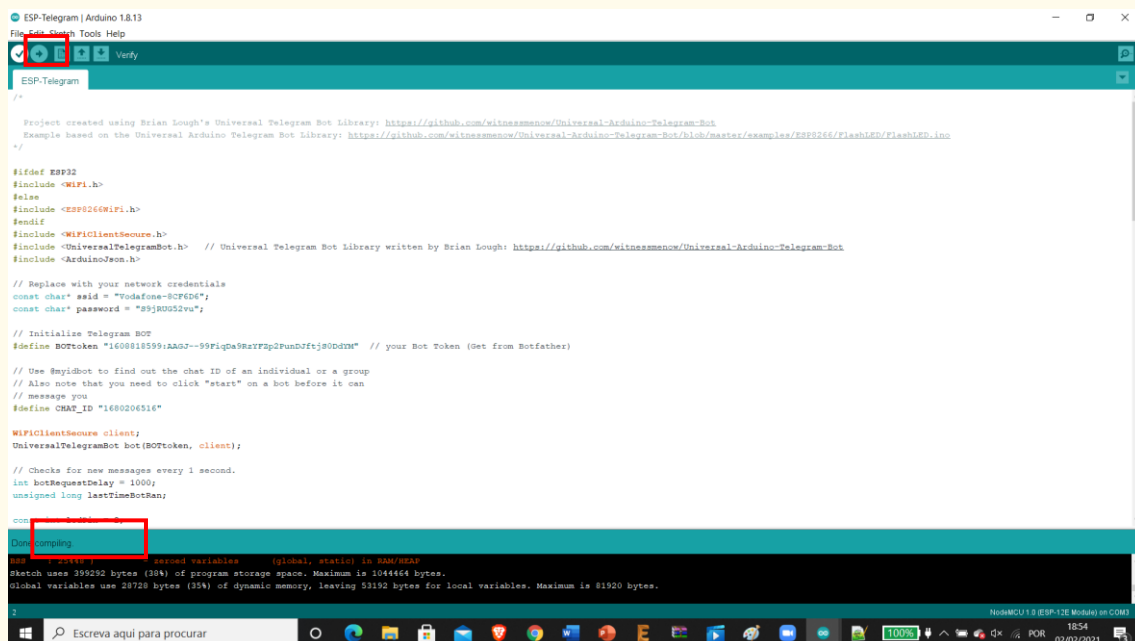 ESP-Telegram | Arduino 1.8.13
File Edit Sketch Tools Help
Verify
ESP-Telegram
/*
Project created using Brian Lough's Universal Telegram Bot Library: https://github.com/witnessmenow/Universal-Arduino-Telegram-Bot
Example based on the Universal Arduino Telegram Bot Library: https://github.com/witnessmenow/Universal-Arduino-Telegram-Bot/blob/master/examples/ESP8266/FlashLED/FlashLED.ino
*/
#ifdef ESP32
#include <WiFi.h>
#else
#include <ESP8266WiFi.h>
#endif
#include <WiFiClientSecure.h>
#include <UniversalTelegramBot.h> // Universal Telegram Bot Library written by Brian Lough: https://github.com/witnessmenow/Universal-Arduino-Telegram-Bot
#include <ArduinoJson.h>
// Replace with your network credentials
const char* ssid = "Vodafone-8CF6D6";
const char* password = "S9jRUG52vu";
// Initialize Telegram BOT
#define BOTtoken "1608818599:AAGJ--99FiqDa9RzYFZp2PunDJftjS0DdYM" // your Bot Token (Get from Botfather)
// Use @myidbot to find out the chat ID of an individual or a group
// Also note that you need to click "start" on a bot before it can
// message you
#define CHAT_ID "1680206516"
WiFiClientSecure client;
UniversalTelegramBot bot(BOTtoken, client);
// Checks for new messages every 1 second.
int botRequestDelay = 1000;
unsigned long lastTimeBotRan;
const int ledPin = 2;
Done compiling.
BSS : 25448 ) - zeroed variables (global, static) in RAM/HEAP
Sketch uses 399292 bytes (38%) of program storage space. Maximum is 1044464 bytes.
Global variables use 28728 bytes (35%) of dynamic memory, leaving 53192 bytes for local variables. Maximum is 81920 bytes.
2
NodeMCU 1.0 (ESP-12E Module) on COM3
Escreva aqui para procurar
100%
POR
18:54
02/02/2021